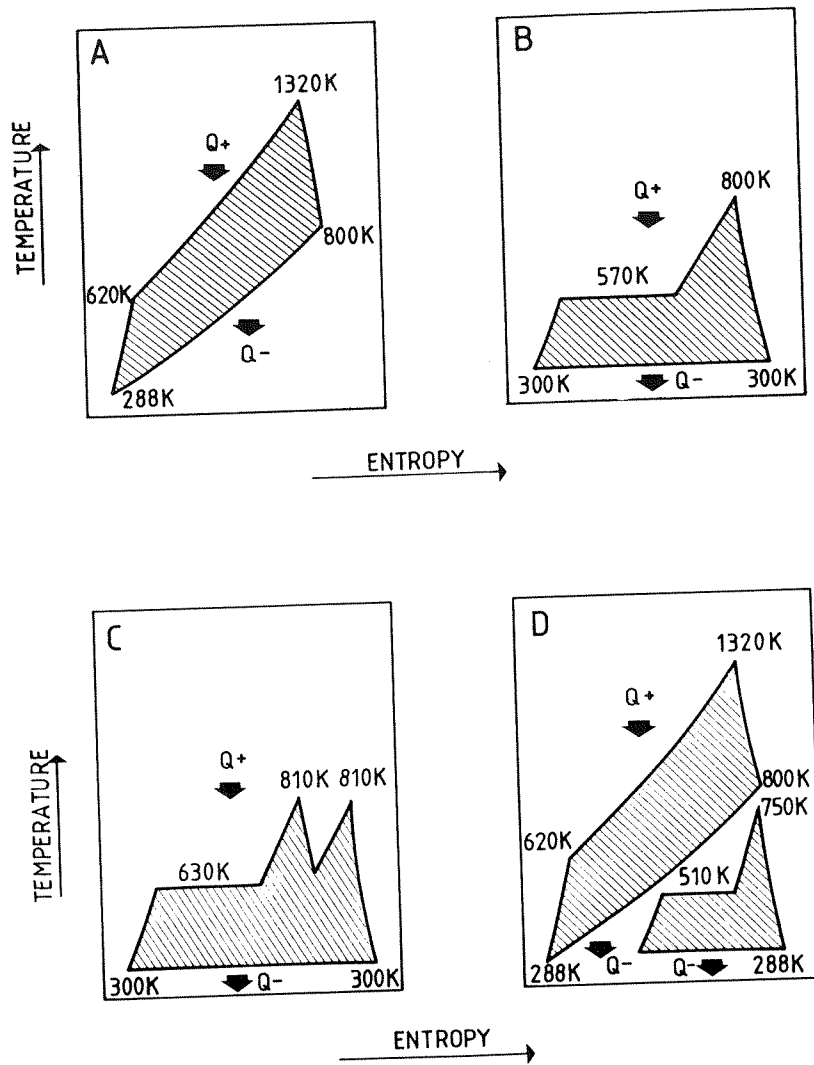 A
1320K
Q+
800K
620K
Q-
288K
TEMPERATURE
B
800K
Q+
570K
300K
Q-
300K
ENTROPY
C
Q+
810K 810K
630K
300K
Q-
300K
TEMPERATURE
D
1320K
Q+
800K
750K
620K
510K
288K
Q-
Q-
288K
ENTROPY